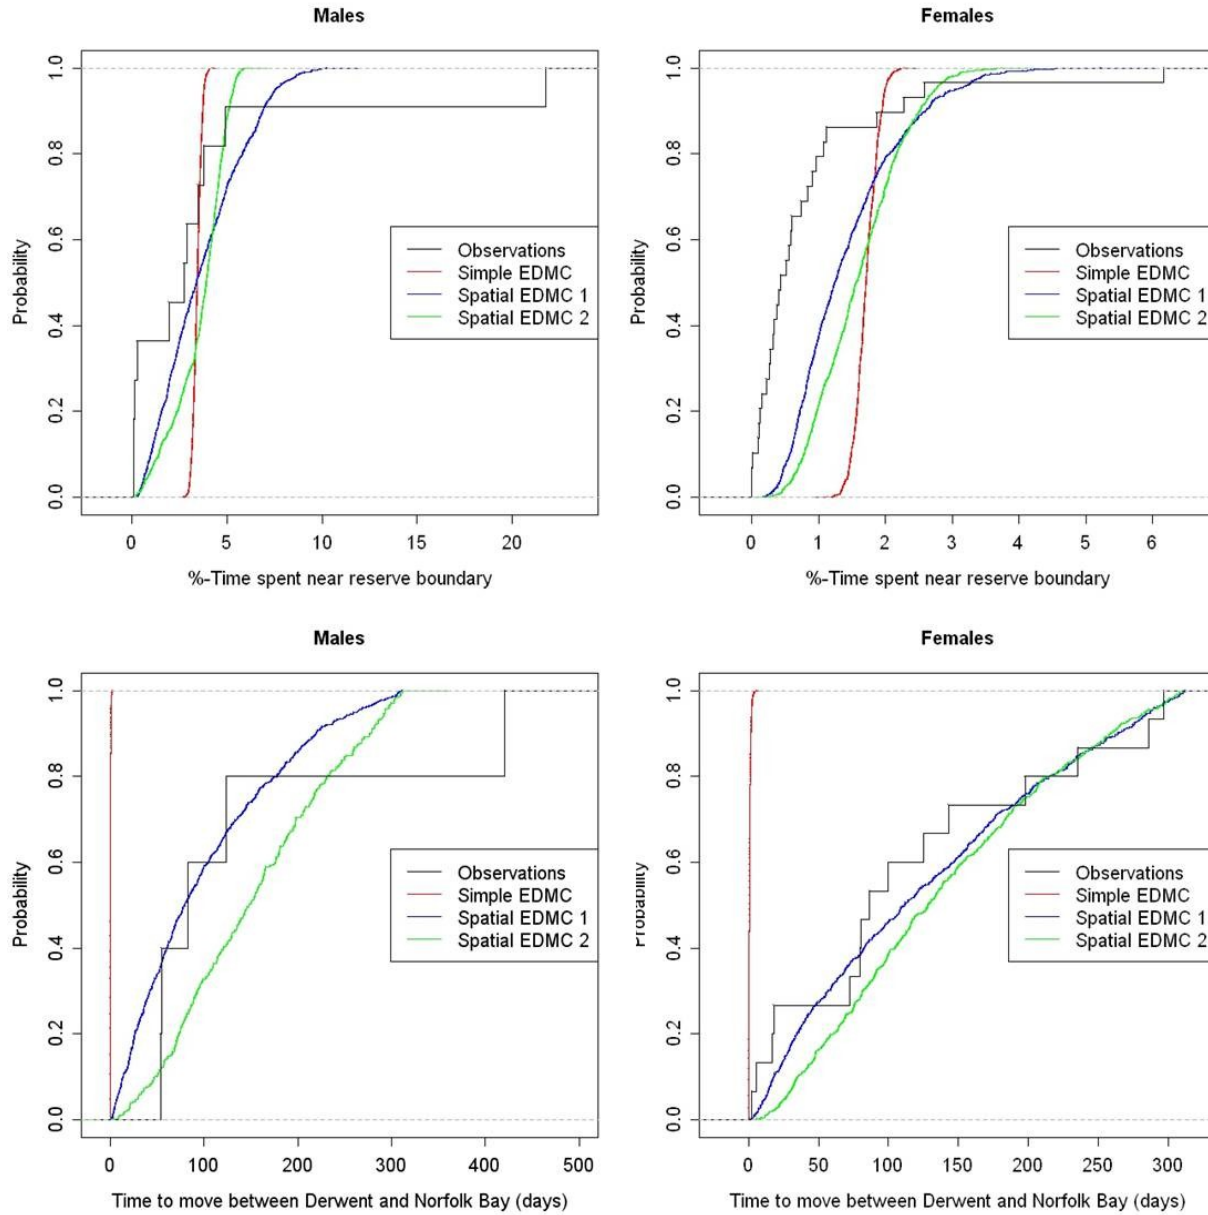 Males
Females
1.0
0.8
0.6
0.4
0.2
0.0
Probability
Observations
Simple EDMC
Spatial EDMC 1
Spatial EDMC 2
0 5 10 15 20
%-Time spent near reserve boundary
1.0
0.8
0.6
0.4
0.2
0.0
Probability
Observations
Simple EDMC
Spatial EDMC 1
Spatial EDMC 2
0 1 2 3 4 5 6
%-Time spent near reserve boundary
Males
Females
1.0
0.8
0.6
0.4
0.2
0.0
Probability
Observations
Simple EDMC
Spatial EDMC 1
Spatial EDMC 2
0 100 200 300 400 500
Time to move between Derwent and Norfolk Bay (days)
1.0
0.8
0.6
0.4
0.2
0.0
Probability
Observations
Simple EDMC
Spatial EDMC 1
Spatial EDMC 2
0 50 100 150 200 250 300
Time to move between Derwent and Norfolk Bay (days)